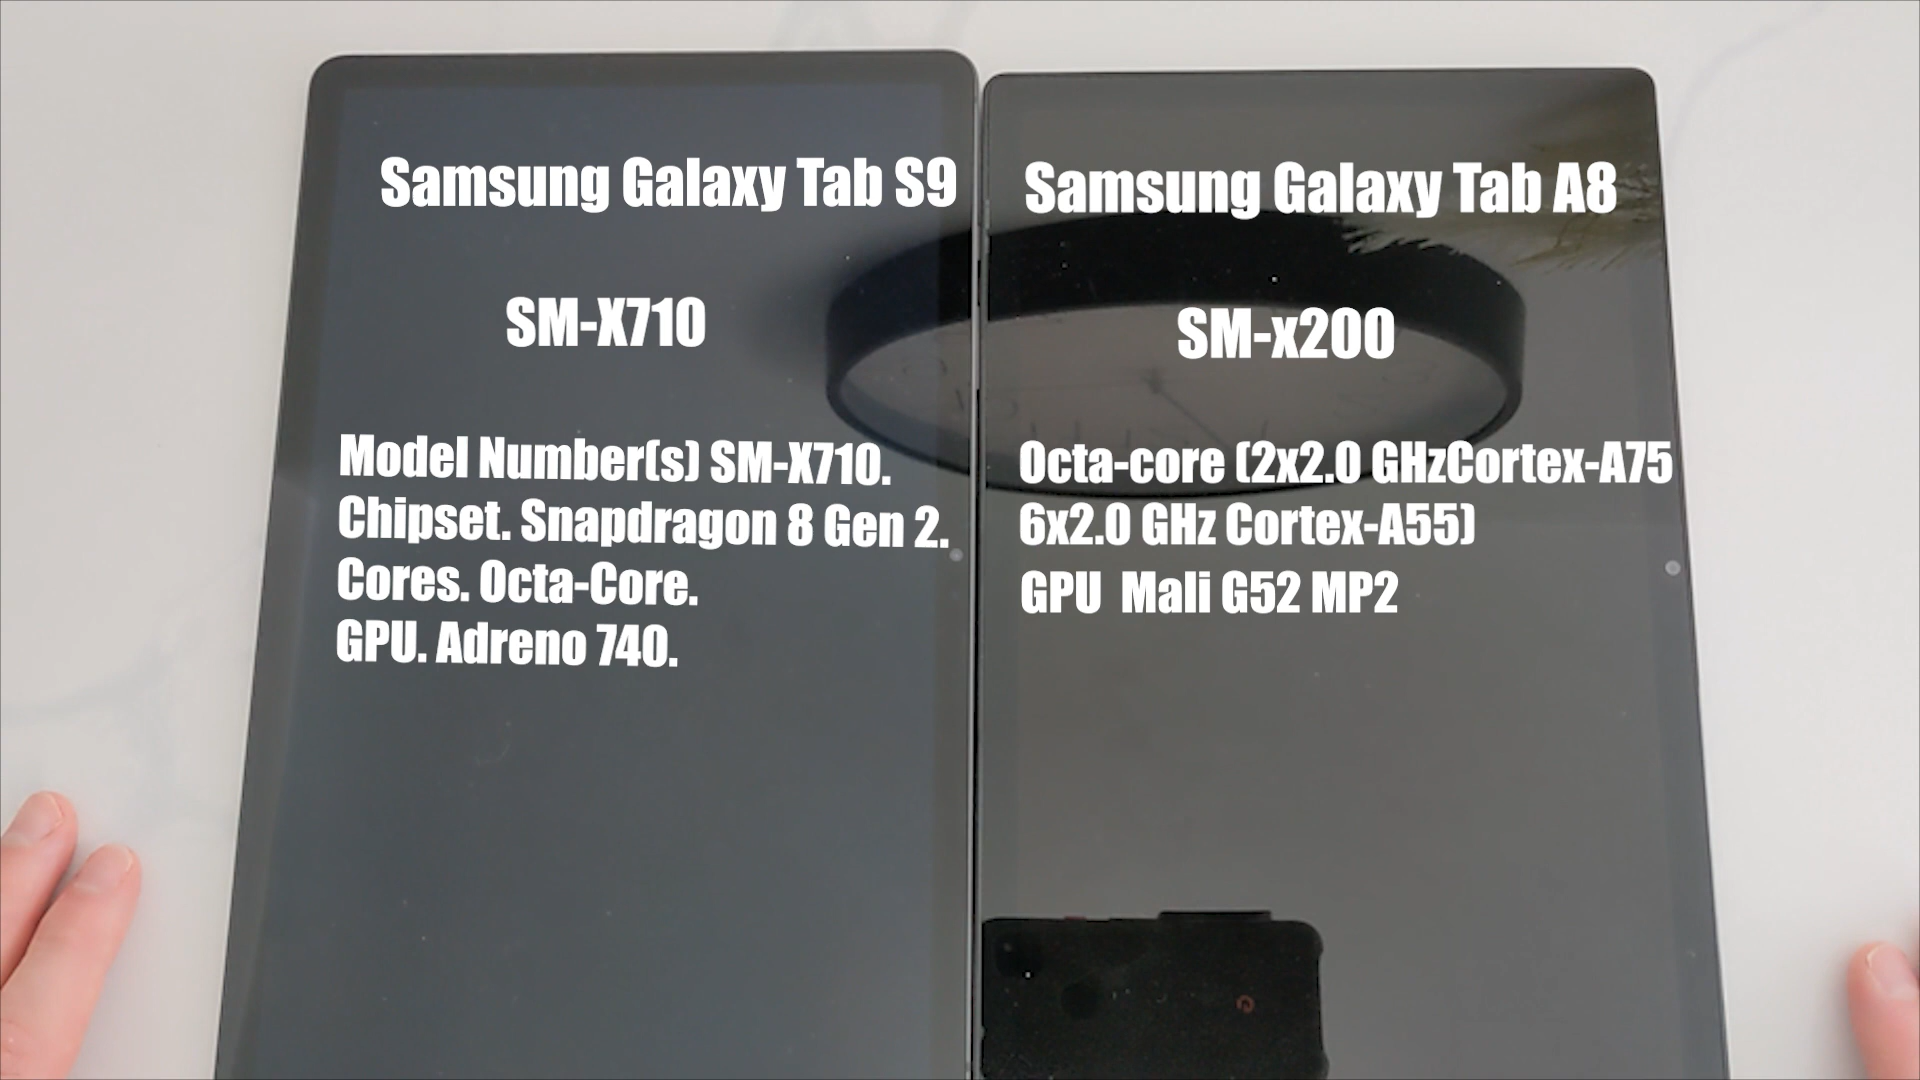 Samsung Galaxy Tab S9
SM-X710
Model Number(s) SM-X710.
Chipset. Snapdragon 8 Gen 2.
Cores. Octa-Core.
GPU. Adreno 740.
Samsung Galaxy Tab A8
SM-x200
Octa-core (2x2.0 GHzCortex-A75
6x2.0 GHz Cortex-A55)
GPU Mali G52 MP2